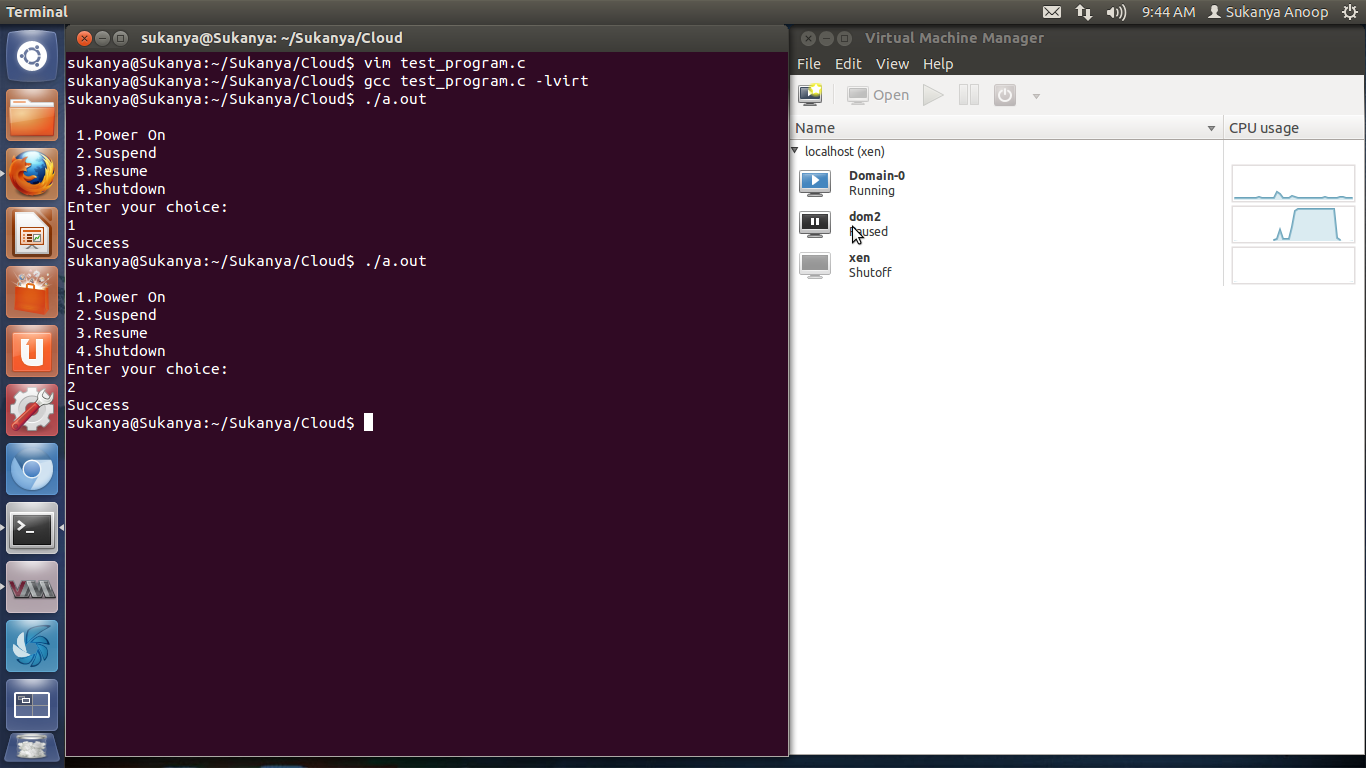 Terminal
9:44 AM Sukanya Anoop
sukanya@Sukanya: ~/Sukanya/Cloud
sukanya@Sukanya:~/Sukanya/Cloud$ vim test_program.c
sukanya@Sukanya:~/Sukanya/Cloud$ gcc test_program.c -lvirt
sukanya@Sukanya:~/Sukanya/Cloud$ ./a.out
1.Power On
2.Suspend
3.Resume
4.Shutdown
Enter your choice:
1
Success
sukanya@Sukanya:~/Sukanya/Cloud$ ./a.out
1.Power On
2.Suspend
3.Resume
4.Shutdown
Enter your choice:
2
Success
sukanya@Sukanya:~/Sukanya/Cloud$
Virtual Machine Manager
File Edit View Help
Open
Name CPU usage
localhost (xen)
Domain-0
Running
dom2
Paused
xen
Shutoff